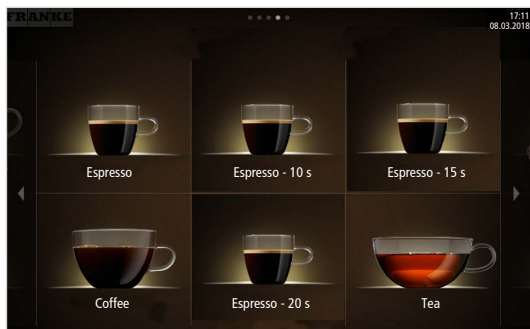 FRANKE
17:11
08.03.2018
Espresso
Espresso - 10 s
Espresso - 15 s
Coffee
Espresso - 20 s
Tea